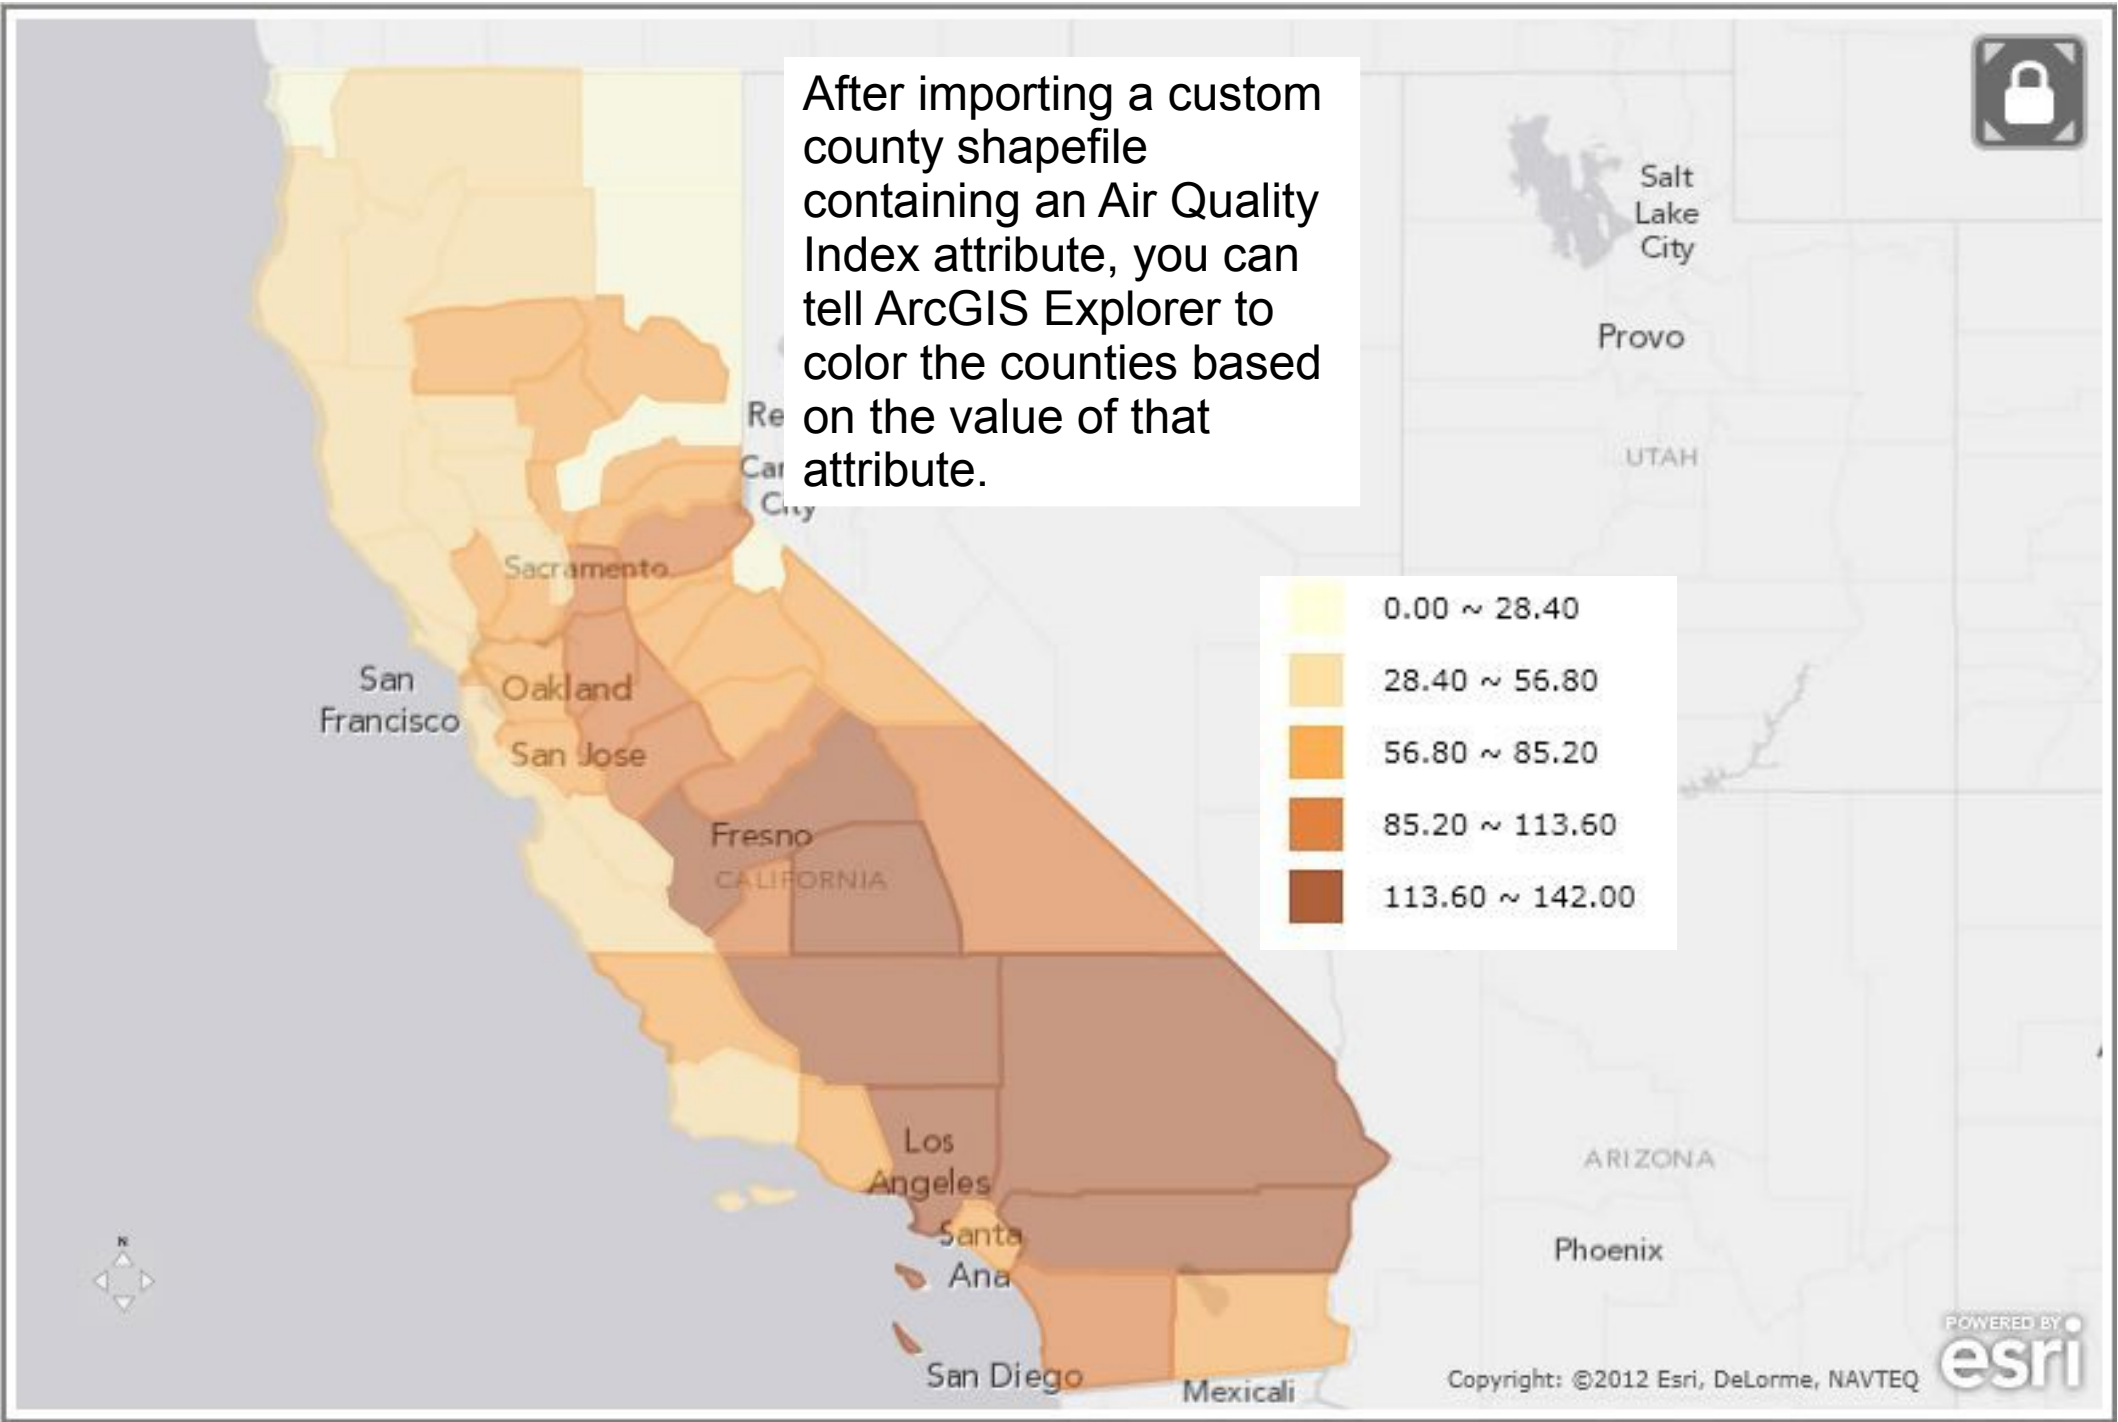 After importing a custom
county shapefile
containing an Air Quality
Index attribute, you can
tell ArcGIS Explorer to
color the counties based
on the value of that
attribute.
Salt
Lake
City
Provo
UTAH
City
Sacramento
0.00 ~ 28.40
28.40 ~ 56.80
56.80 ~ 85.20
85.20 ~ 113.60
113.60 ~ 142.00
San
Francisco
Oakland
San Jose
Fresno
CALIFORNIA
Los
Angeles
Santa
Ana
San Diego
Mexicali
ARIZONA
Phoenix
N
POWERED BY
esri
Copyright: ©2012 Esri, DeLorme, NAVTEQ